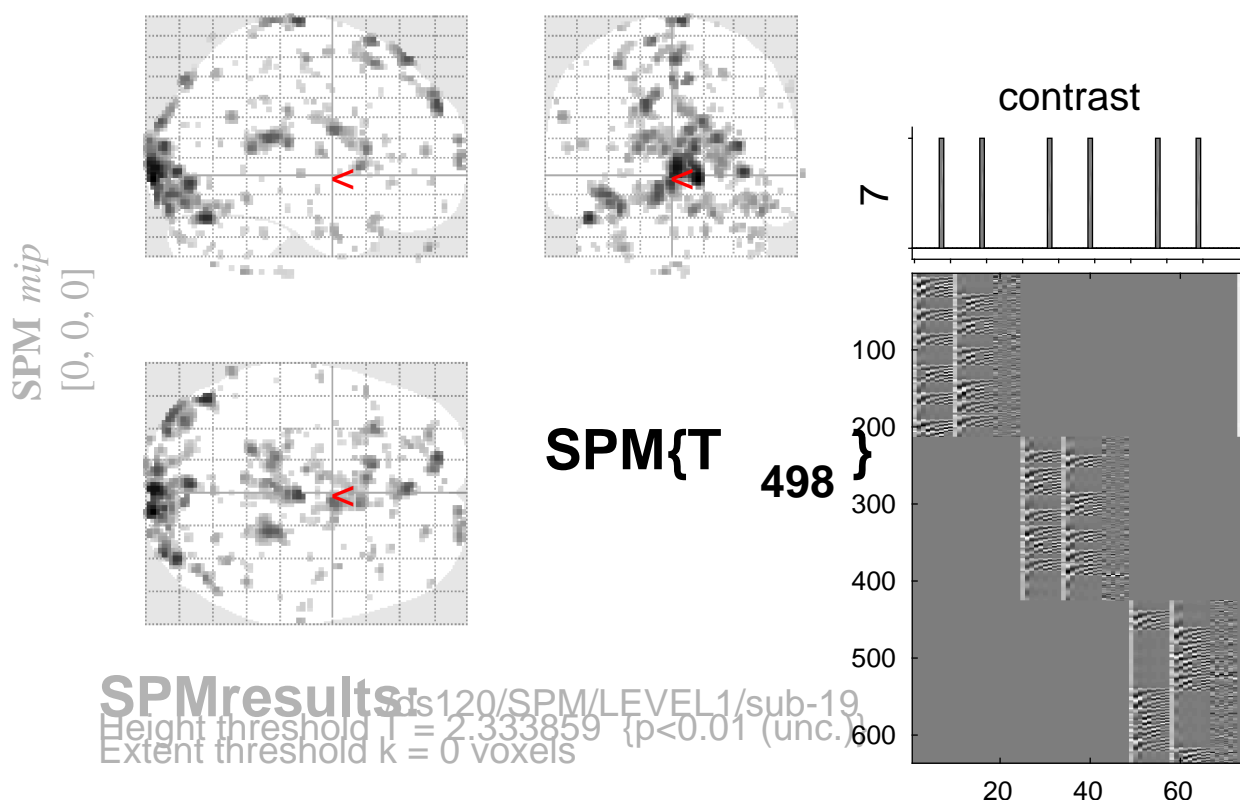 SPM mip
[0, 0, 0]
<
<
<
SPM{T498}
SPMresults: /ds120/SPM/LEVEL1/sub-19
Height threshold T = 2.333859 {p<0.01 (unc.)}
Extent threshold k = 0 voxels
contrast
7
100
200
300
400
500
600
20 40 60